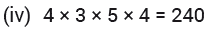 (iv) 4 × 3 × 5 × 4 = 240